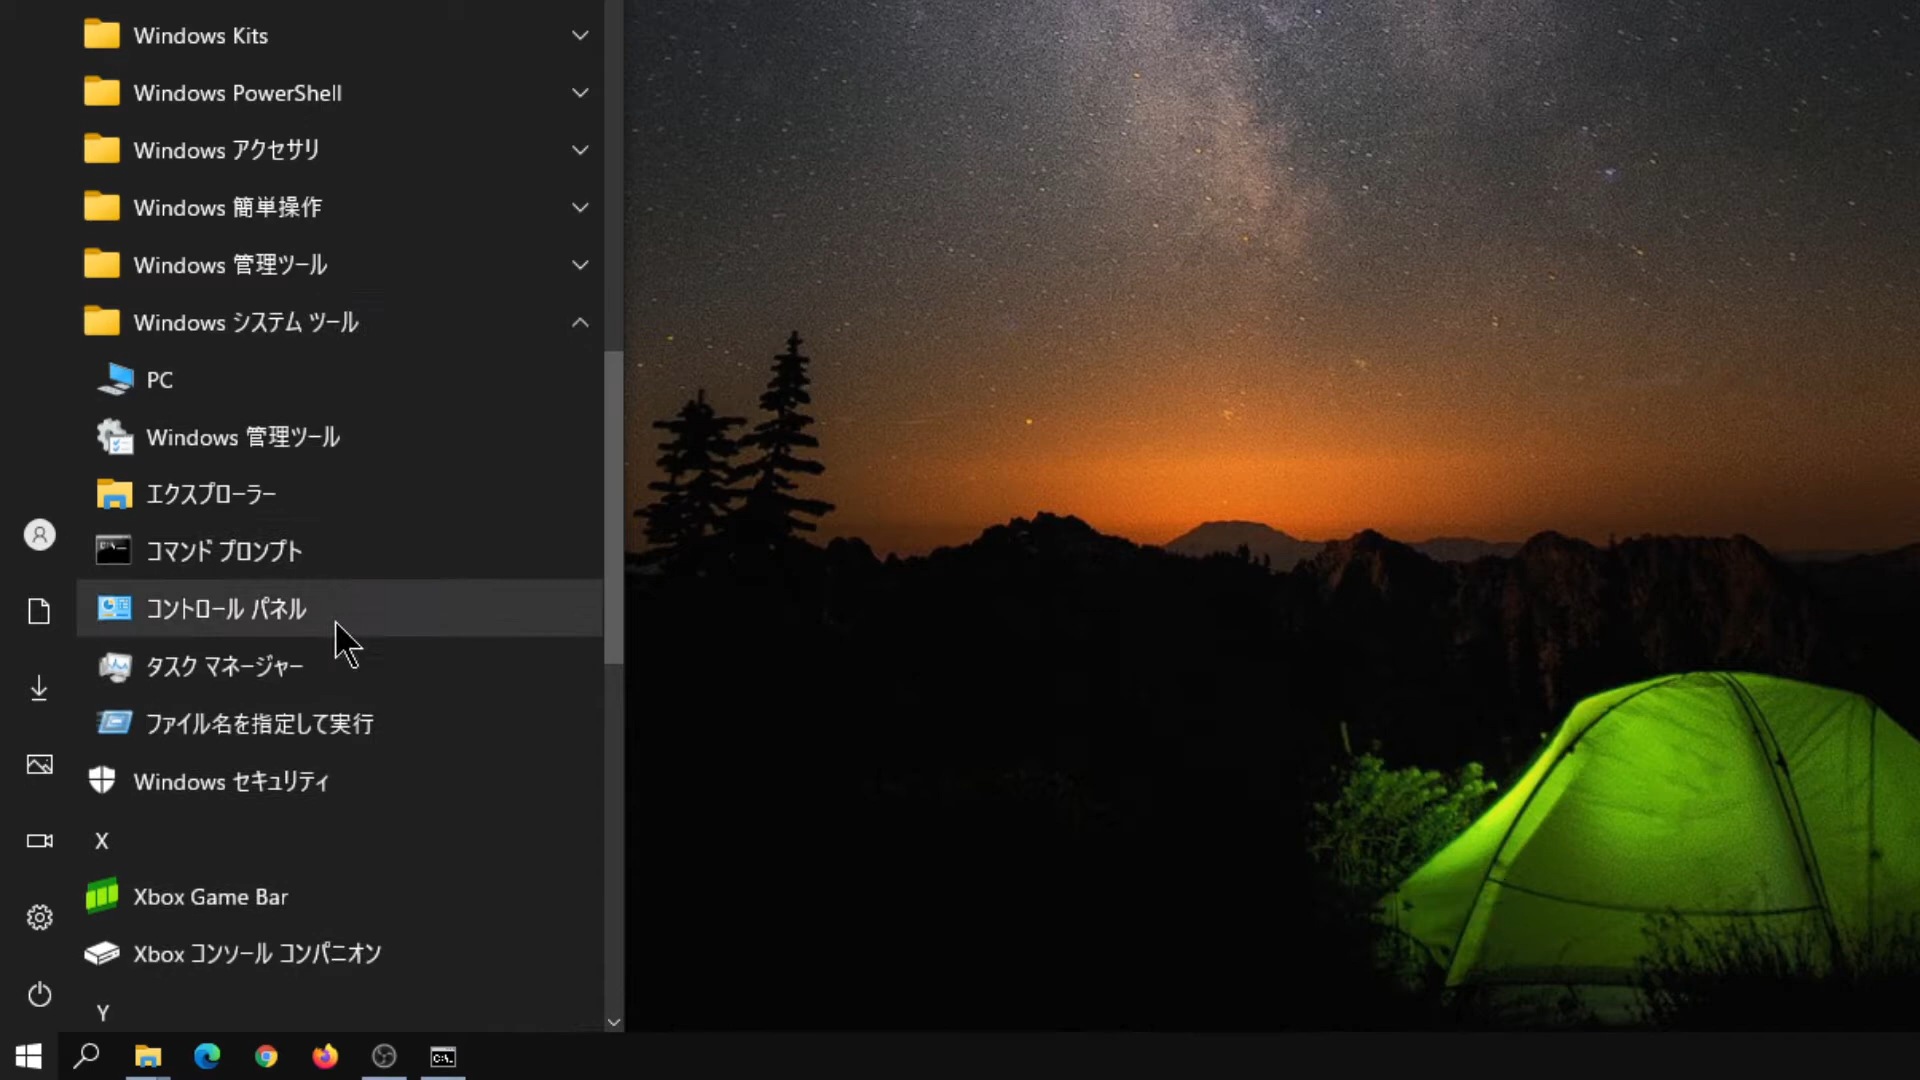 Windows Kits
Windows PowerShell
Windows アクセサリ
Windows 簡単操作
Windows 管理ツール
Windows システム ツール
PC
Windows 管理ツール
エクスプローラー
コマンド プロンプト
コントロール パネル
タスク マネージャー
ファイル名を指定して実行
Windows セキュリティ
X
Xbox Game Bar
Xbox コンソール コンパニオン
Y